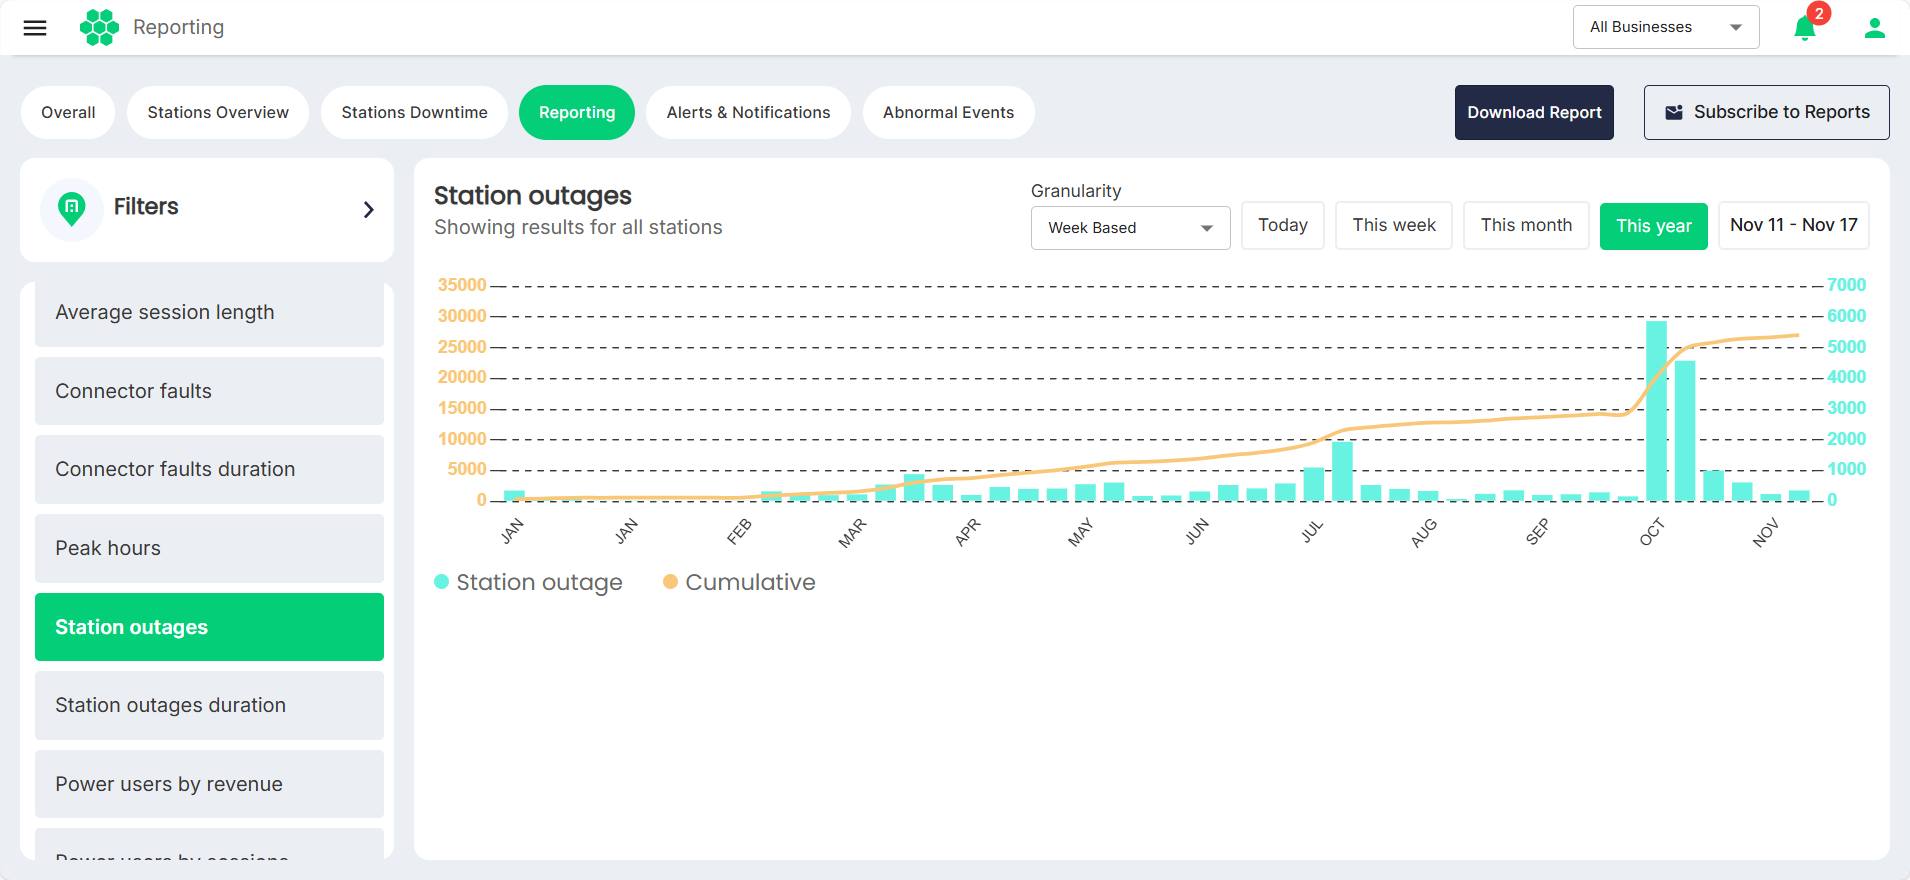 Reporting
All Businesses
2
Overall
Stations Overview
Stations Downtime
Reporting
Alerts & Notifications
Abnormal Events
Download Report
Subscribe to Reports
Filters
Average session length
Connector faults
Connector faults duration
Peak hours
Station outages
Station outages duration
Power users by revenue
Power users by sessions
Station outages
Showing results for all stations
Granularity
Week Based
Today
This week
This month
This year
Nov 11 - Nov 17
35000
30000
25000
20000
15000
10000
5000
0
7000
6000
5000
4000
3000
2000
1000
0
JAN
JAN
FEB
MAR
APR
MAY
JUN
JUL
AUG
SEP
OCT
NOV
Station outage
Cumulative